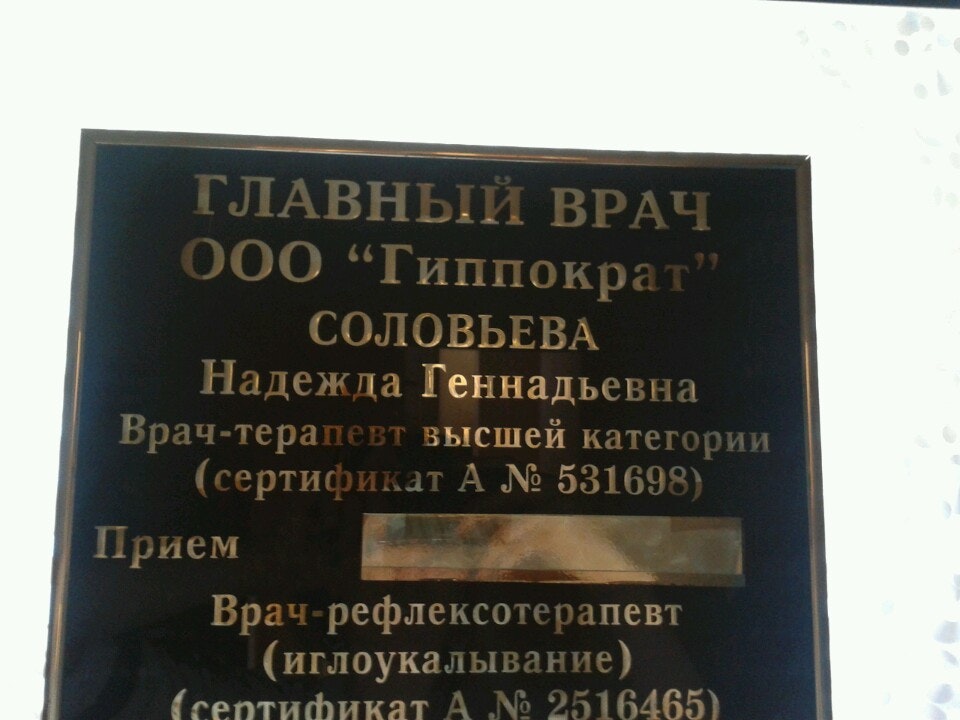 ГЛАВНЫЙ ВРАЧ
ООО “Гиппократ”
СОЛОВЬЕВА
Надежда Геннадьевна
Врач-терапевт высшей категории
(сертификат А № 531698)
Прием
Врач-рефлексотерапевт
(иглоукалывание)
(сертификат А № 2516465)